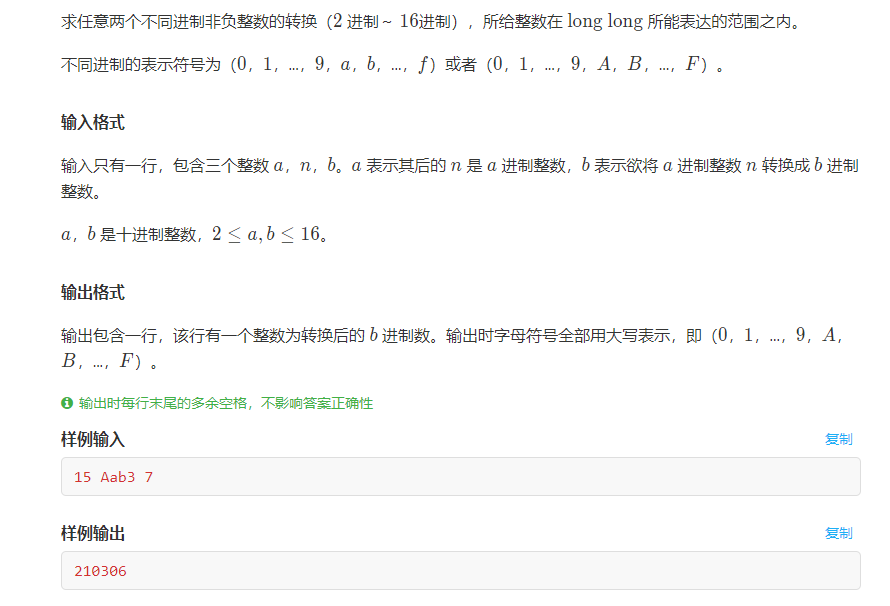 求任意两个不同进制非负整数的转换（2 进制 ~ 16进制），所给整数在 long long 所能表达的范围之内。
不同进制的表示符号为（0，1，...，9，a，b，...，f）或者（0，1，...，9，A，B，...，F）。
输入格式
输入只有一行，包含三个整数 a，n，b。a 表示其后的 n 是 a 进制整数，b 表示欲将 a 进制整数 n 转换成 b 进制
整数。
a，b 是十进制整数，2 ≤ a, b ≤ 16。
输出格式
输出包含一行，该行有一个整数为转换后的 b 进制数。输出时字母符号全部用大写表示，即（0，1，...，9，A，
B，...，F）。
输出时每行末尾的多余空格，不影响答案正确性
样例输入 复制
15 Aab3 7
样例输出 复制
210306